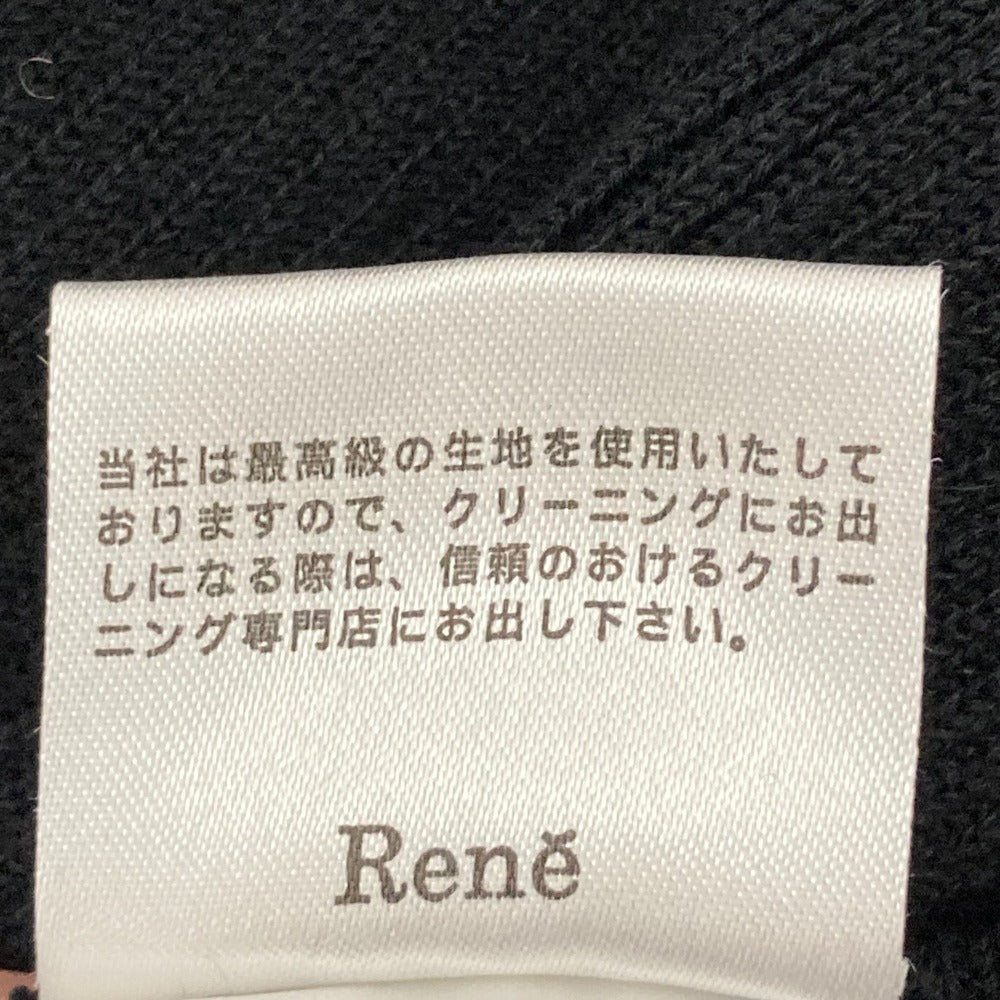 当社は最高級の生地を使用いたして
おりますので、クリーニングにお出
しになる際は、信頼のおけるクリー
ニング専門店にお出し下さい。
Reně